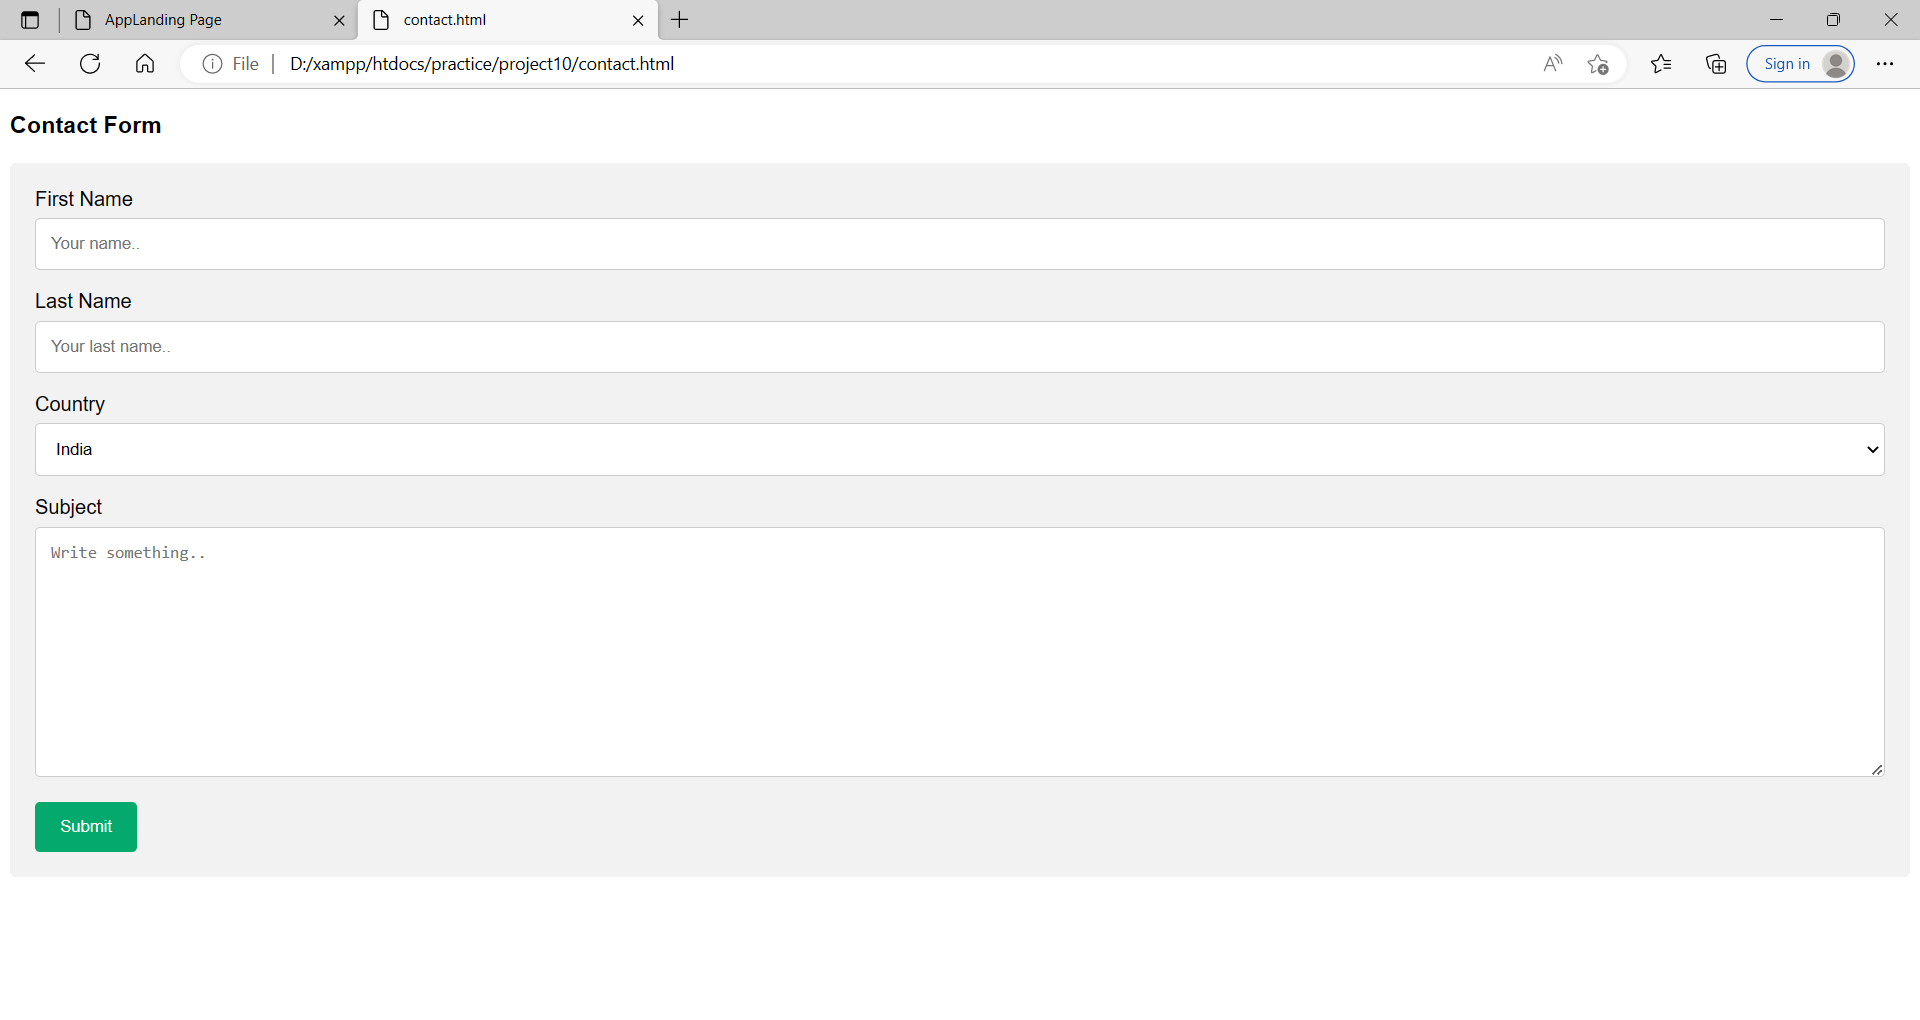 AppLanding Page
contact.html
File
D:/xampp/htdocs/practice/project10/contact.html
Sign in
Contact Form
First Name
Your name..
Last Name
Your last name..
Country
India
Subject
Write something..
Submit